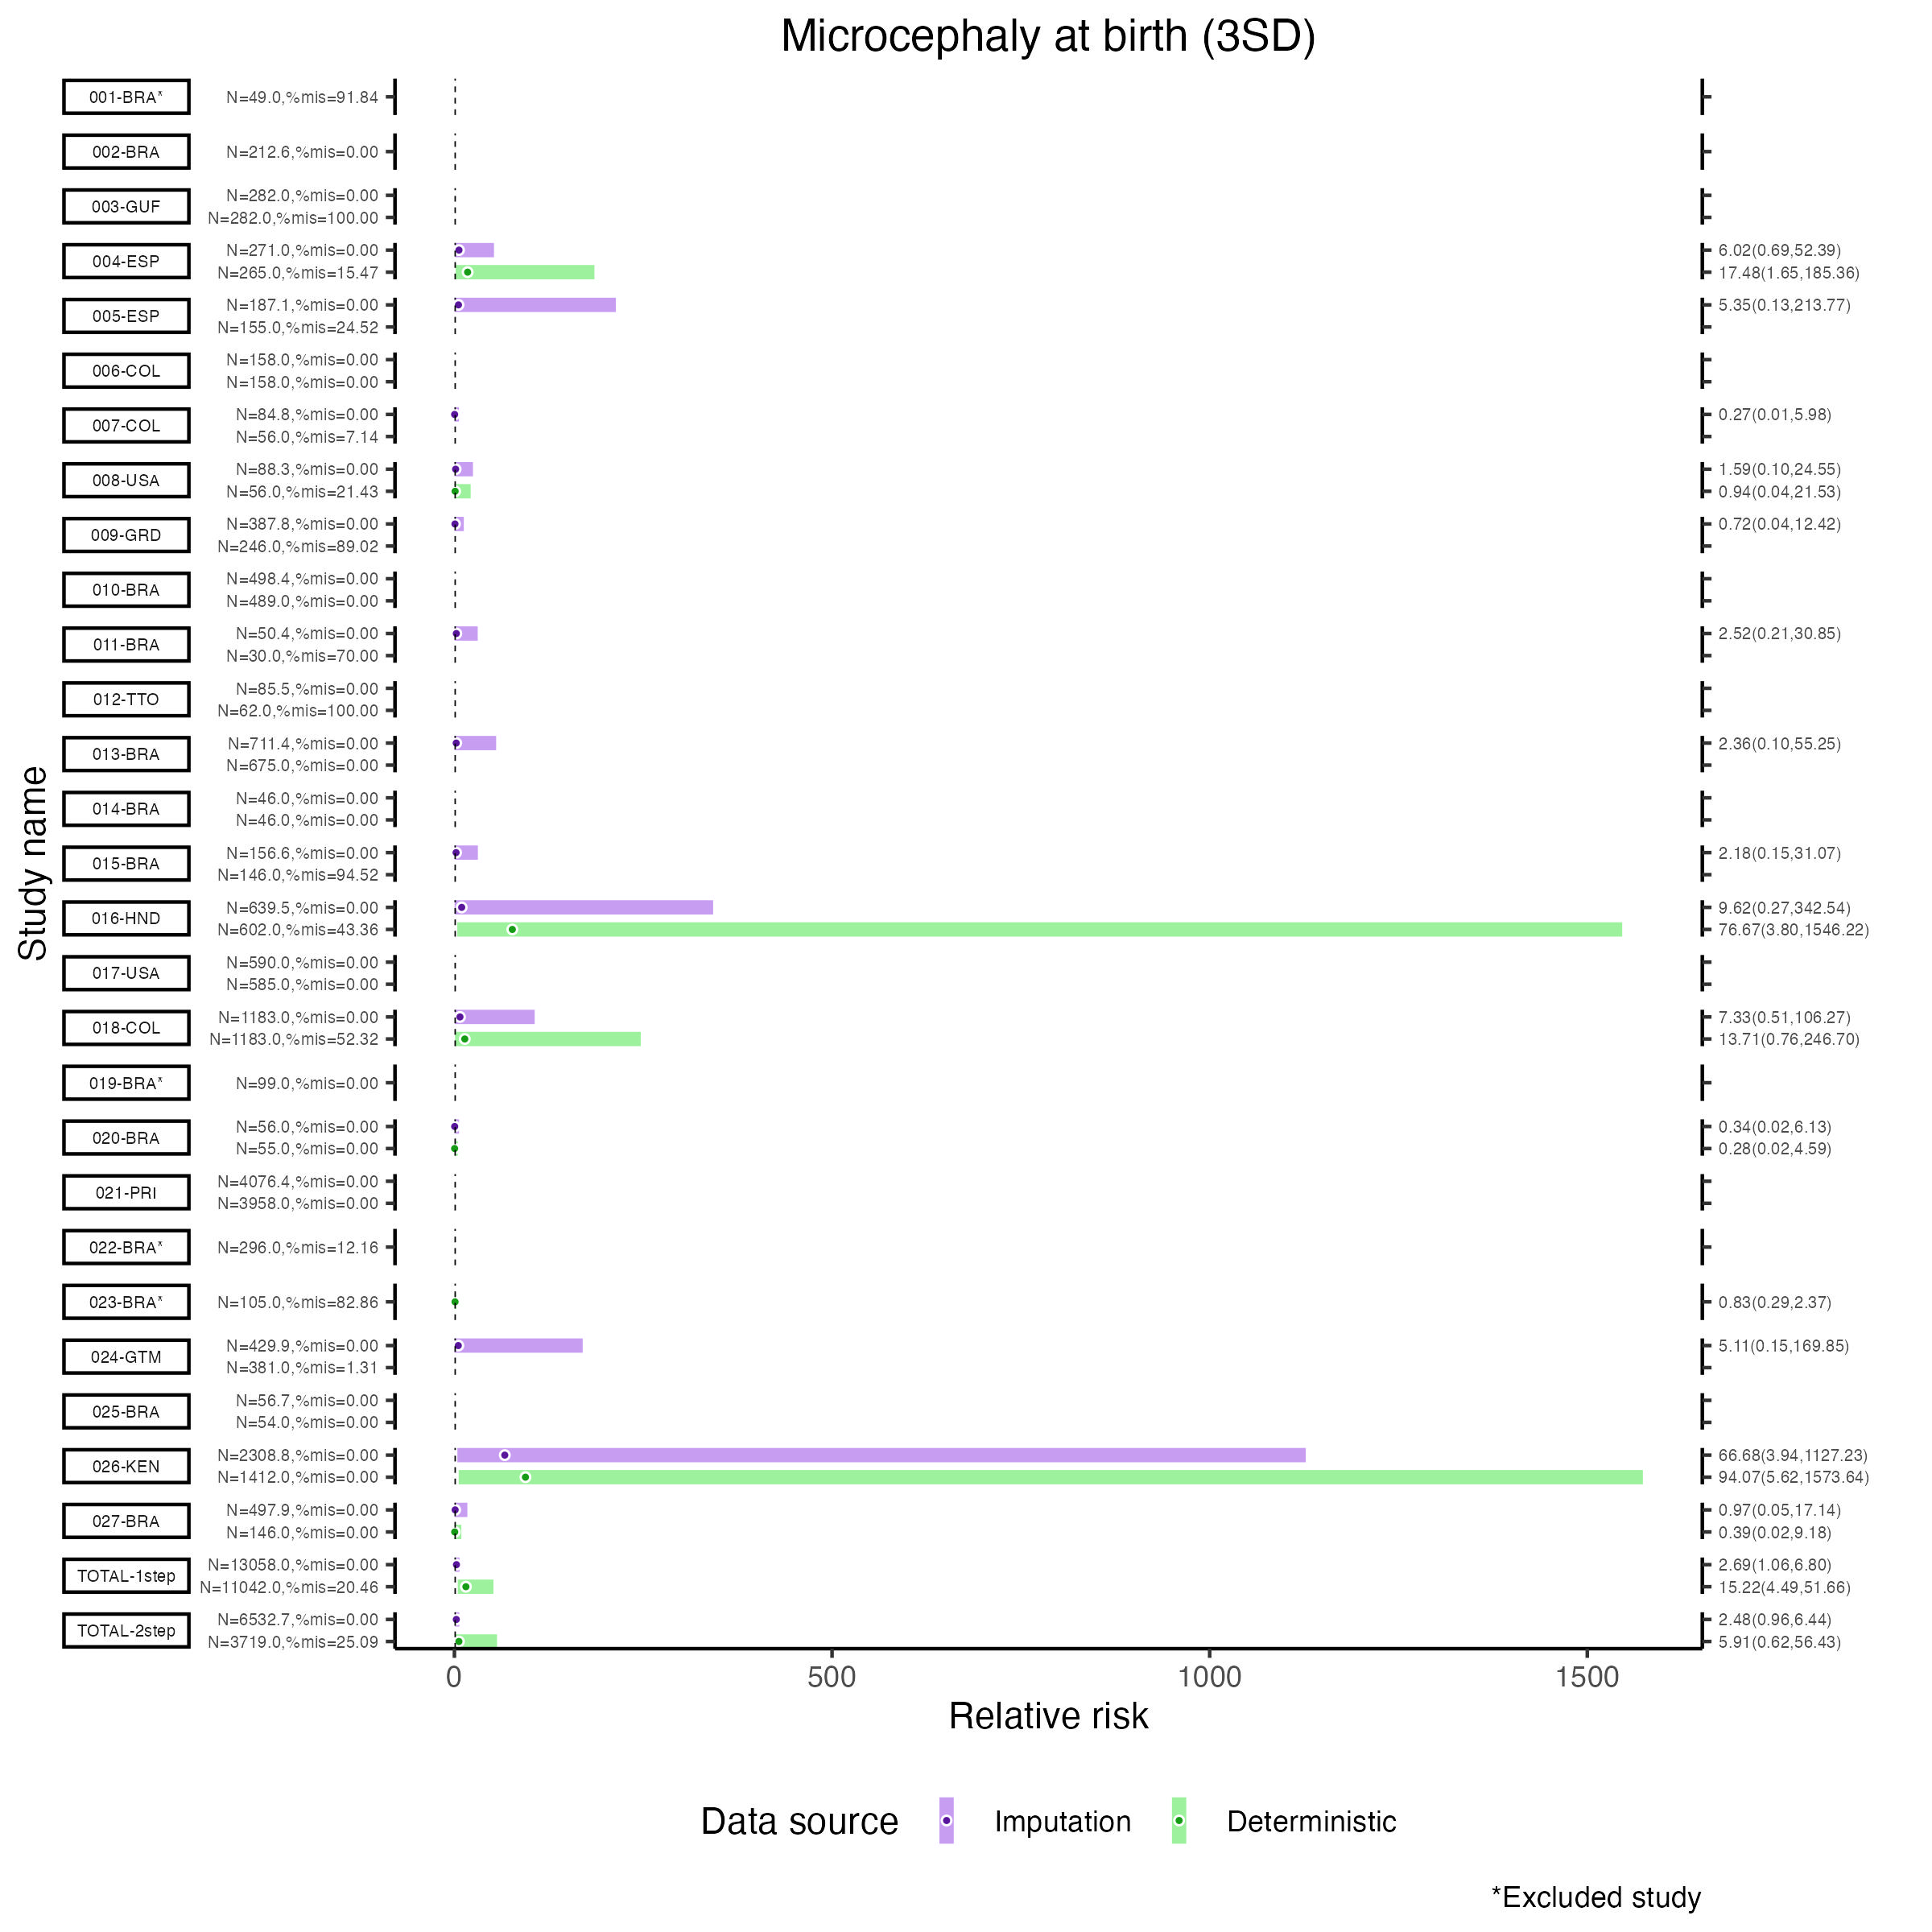 Microcephaly at birth (3SD)
001-BRA* N=49.0,%mis=91.84
002-BRA N=212.6,%mis=0.00
003-GUF N=282.0,%mis=0.00
N=282.0,%mis=100.00
004-ESP N=271.0,%mis=0.00 6.02(0.69,52.39)
N=265.0,%mis=15.47 17.48(1.65,185.36)
005-ESP N=187.1,%mis=0.00 5.35(0.13,213.77)
N=155.0,%mis=24.52
006-COL N=158.0,%mis=0.00
N=158.0,%mis=0.00
007-COL N=84.8,%mis=0.00 0.27(0.01,5.98)
N=56.0,%mis=7.14
008-USA N=88.3,%mis=0.00 1.59(0.10,24.55)
N=56.0,%mis=21.43 0.94(0.04,21.53)
009-GRD N=387.8,%mis=0.00 0.72(0.04,12.42)
N=246.0,%mis=89.02
010-BRA N=498.4,%mis=0.00
N=489.0,%mis=0.00
011-BRA N=50.4,%mis=0.00 2.52(0.21,30.85)
N=30.0,%mis=70.00
012-TTO N=85.5,%mis=0.00
N=62.0,%mis=100.00
013-BRA N=711.4,%mis=0.00 2.36(0.10,55.25)
N=675.0,%mis=0.00
014-BRA N=46.0,%mis=0.00
N=46.0,%mis=0.00
015-BRA N=156.6,%mis=0.00 2.18(0.15,31.07)
N=146.0,%mis=94.52
016-HND N=639.5,%mis=0.00 9.62(0.27,342.54)
N=602.0,%mis=43.36 76.67(3.80,1546.22)
017-USA N=590.0,%mis=0.00
N=585.0,%mis=0.00
018-COL N=1183.0,%mis=0.00 7.33(0.51,106.27)
N=1183.0,%mis=52.32 13.71(0.76,246.70)
019-BRA* N=99.0,%mis=0.00
020-BRA N=56.0,%mis=0.00 0.34(0.02,6.13)
N=55.0,%mis=0.00 0.28(0.02,4.59)
021-PRI N=4076.4,%mis=0.00
N=3958.0,%mis=0.00
022-BRA* N=296.0,%mis=12.16
023-BRA* N=105.0,%mis=82.86 0.83(0.29,2.37)
024-GTM N=429.9,%mis=0.00 5.11(0.15,169.85)
N=381.0,%mis=1.31
025-BRA N=56.7,%mis=0.00
N=54.0,%mis=0.00
026-KEN N=2308.8,%mis=0.00 66.68(3.94,1127.23)
N=1412.0,%mis=0.00 94.07(5.62,1573.64)
027-BRA N=497.9,%mis=0.00 0.97(0.05,17.14)
N=146.0,%mis=0.00 0.39(0.02,9.18)
TOTAL-1step N=13058.0,%mis=0.00 2.69(1.06,6.80)
N=11042.0,%mis=20.46 15.22(4.49,51.66)
TOTAL-2step N=6532.7,%mis=0.00 2.48(0.96,6.44)
N=3719.0,%mis=25.09 5.91(0.62,56.43)
Study name
0 500 1000 1500
Relative risk
Data source Imputation Deterministic
*Excluded study